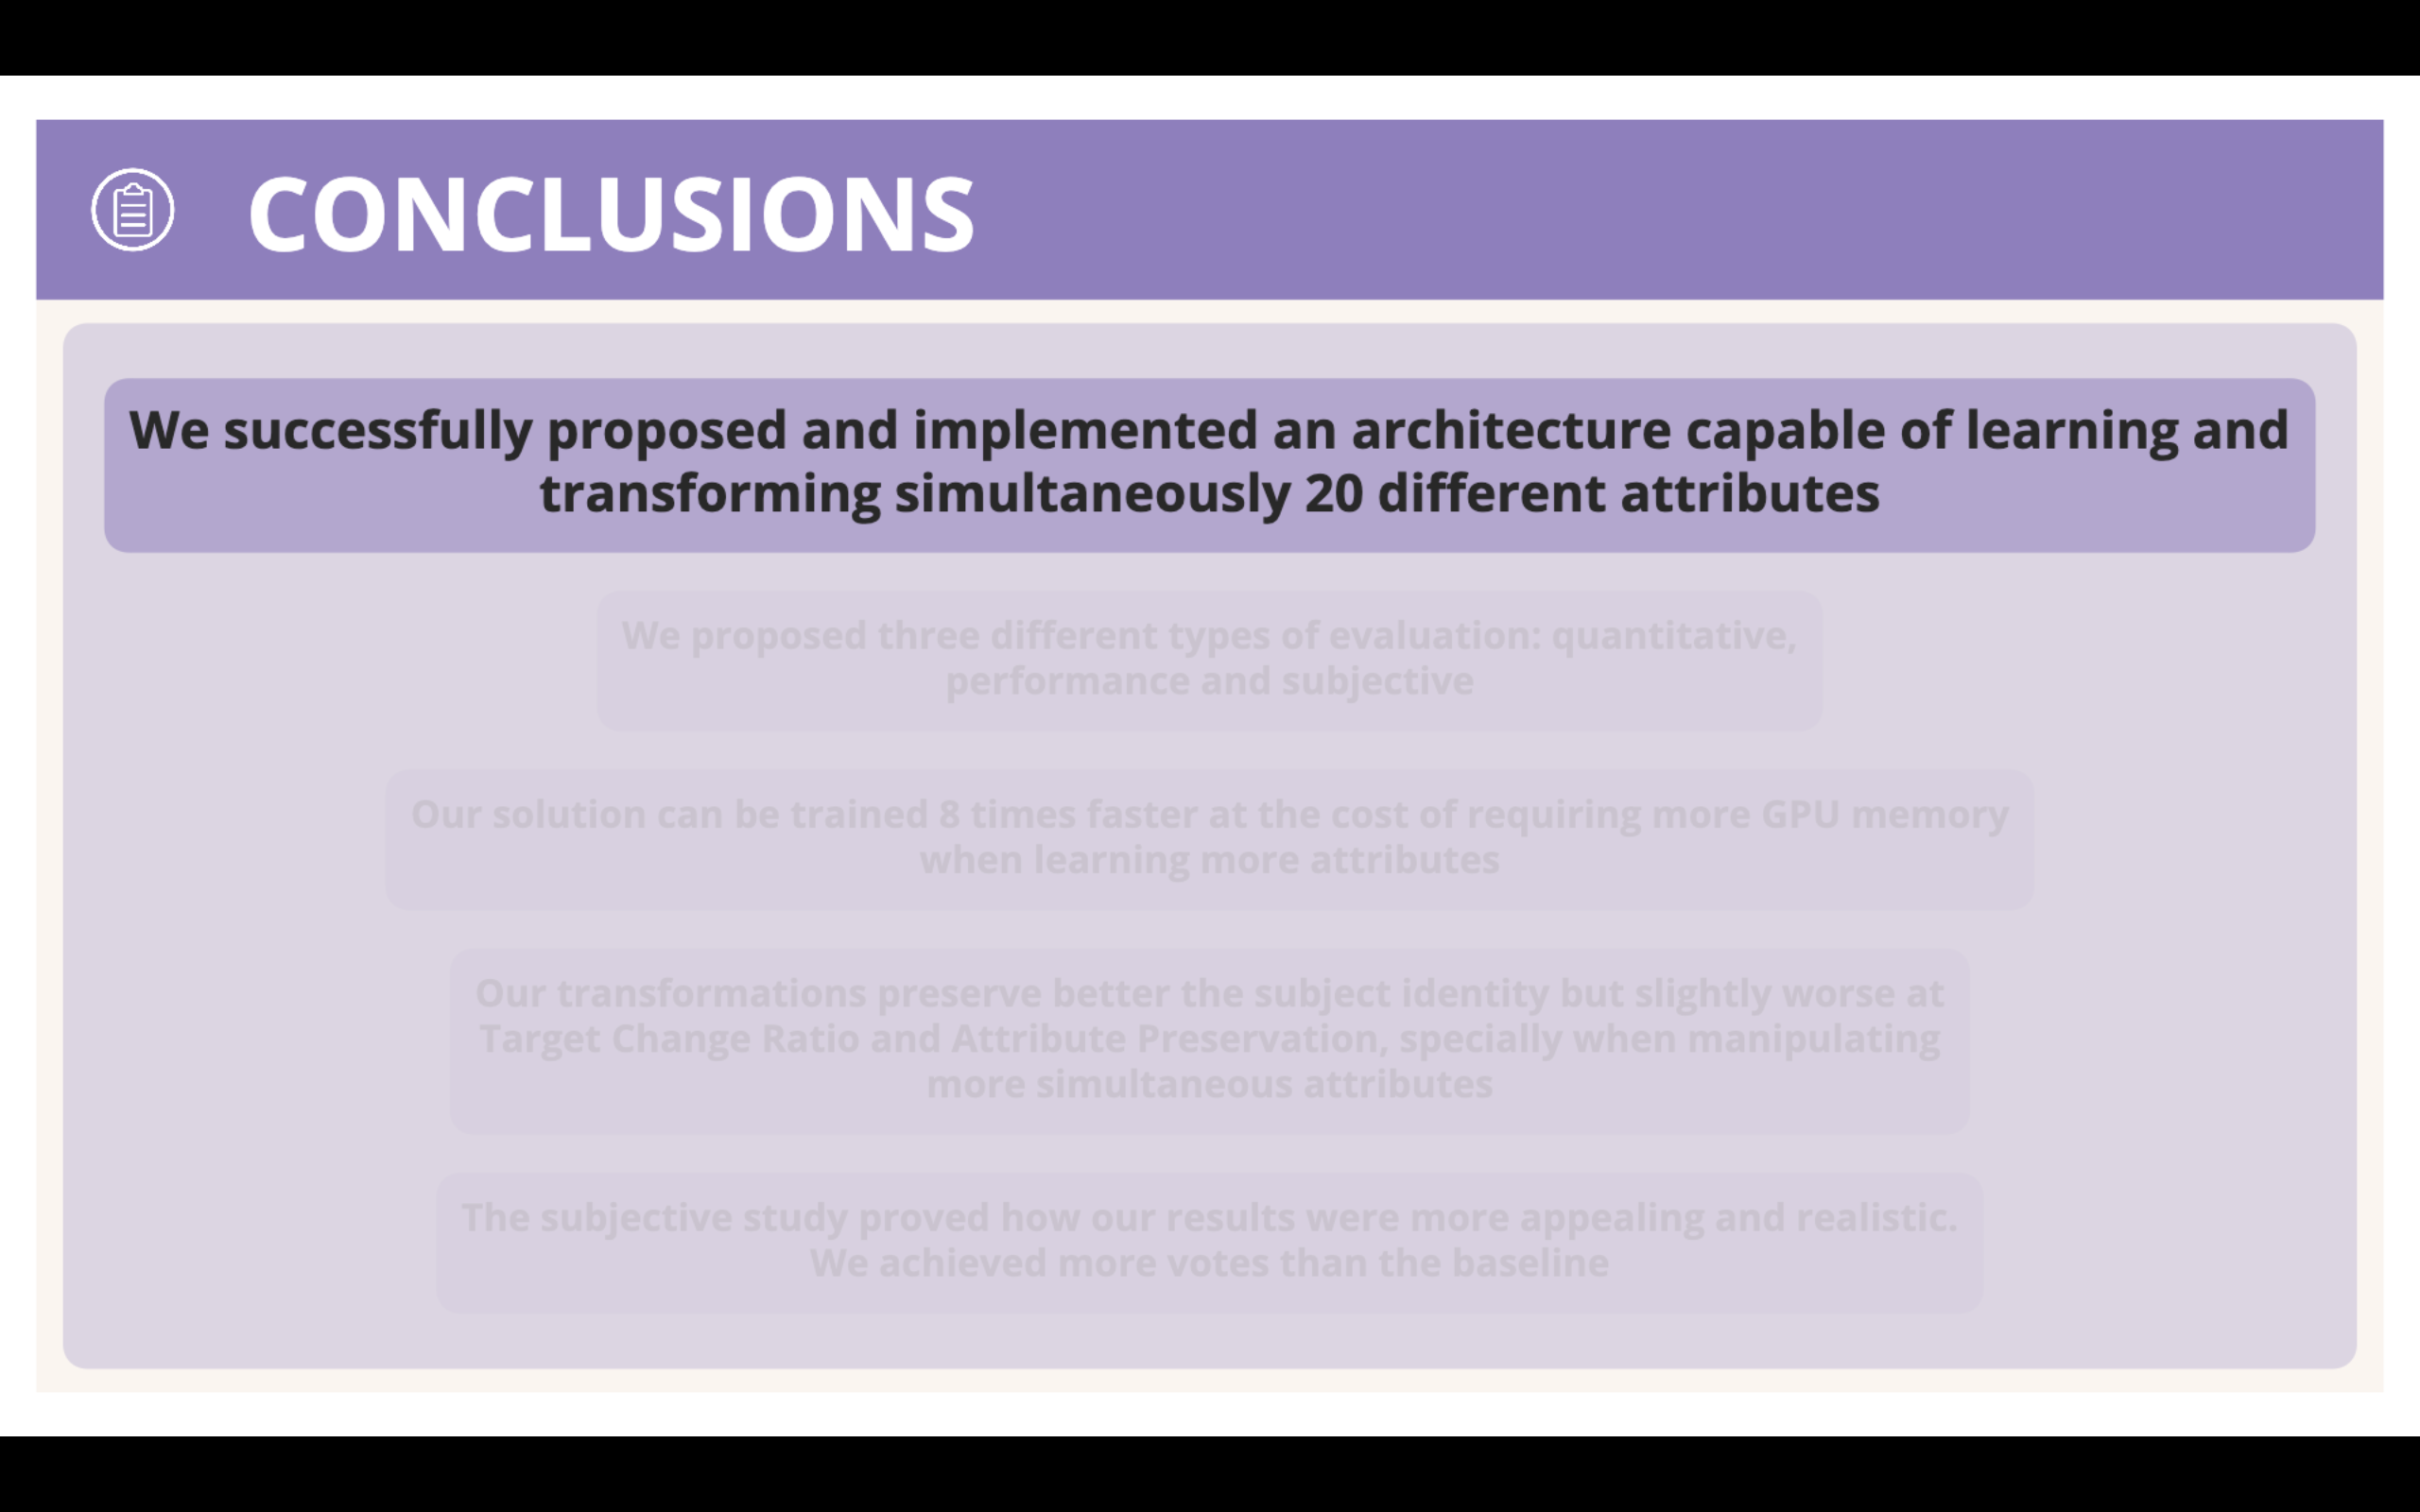 CONCLUSIONS
We successfully proposed and implemented an architecture capable of learning and
transforming simultaneously 20 different attributes
We proposed three different types of evaluation: quantitative,
performance and subjective
Our solution can be trained 8 times faster at the cost of requiring more GPU memory
when learning more attributes
Our transformations preserve better the subject identity but slightly worse at
Target Change Ratio and Attribute Preservation, specially when manipulating
more simultaneous attributes
The subjective study proved how our results were more appealing and realistic.
We achieved more votes than the baseline